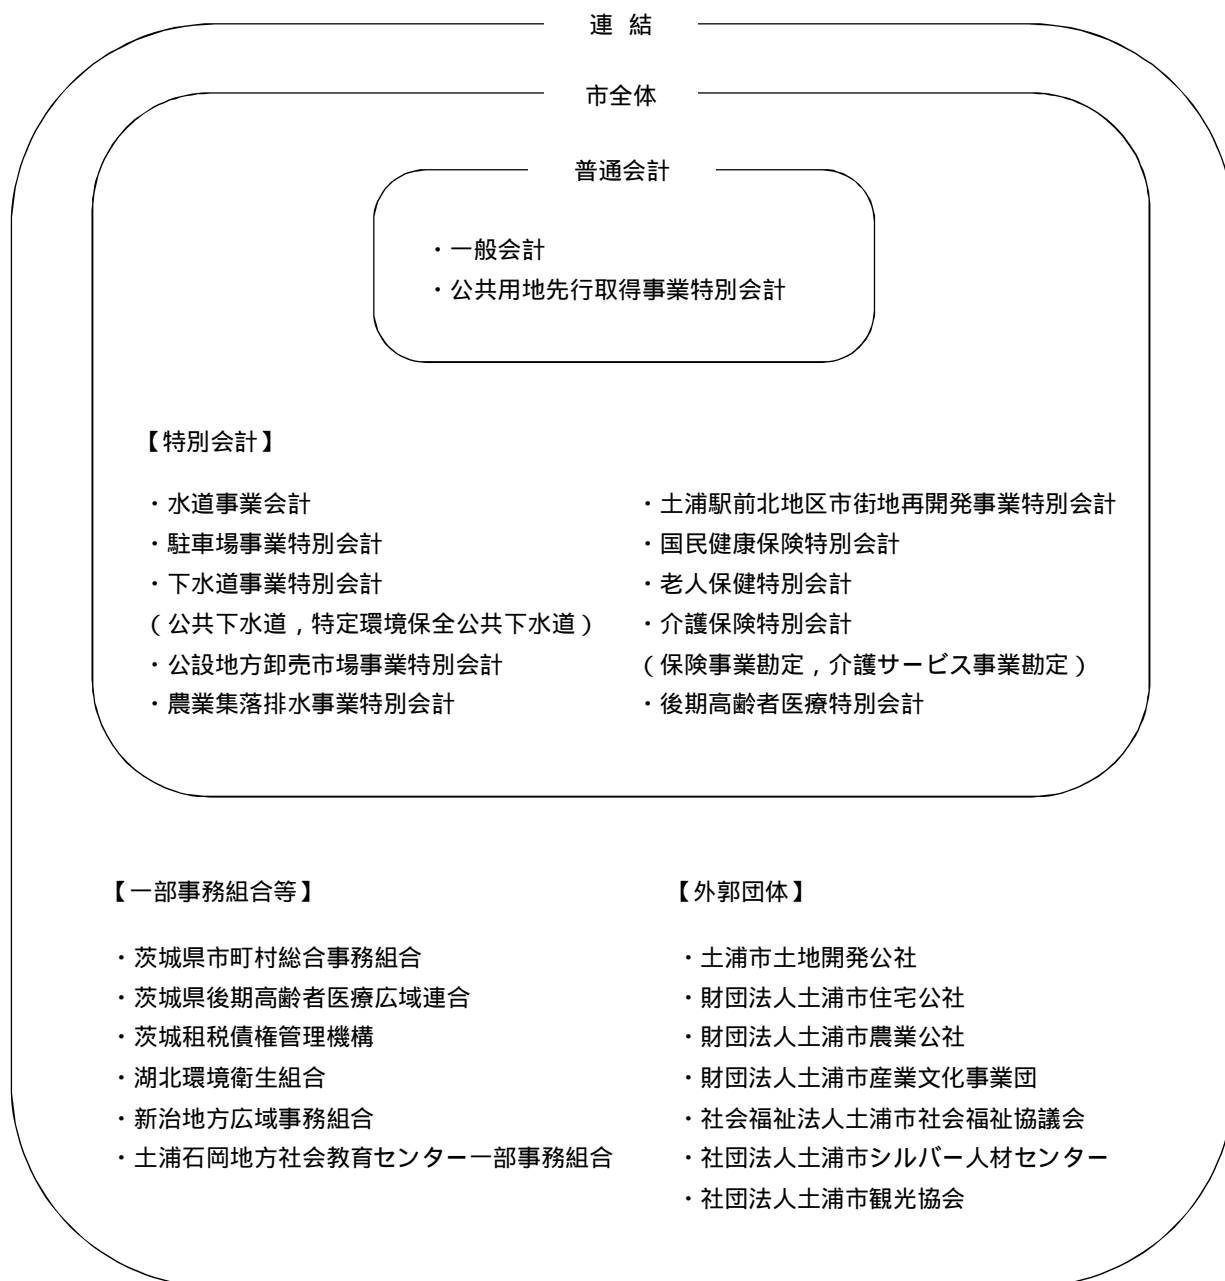 連 結
市全体
普通会計
・一般会計
・公共用地先行取得事業特別会計
【特別会計】
・水道事業会計
・駐車場事業特別会計
・下水道事業特別会計
（公共下水道，特定環境保全公共下水道）
・公設地方卸売市場事業特別会計
・農業集落排水事業特別会計
・土浦駅前北地区市街地再開発事業特別会計
・国民健康保険特別会計
・老人保健特別会計
・介護保険特別会計
（保険事業勘定，介護サービス事業勘定）
・後期高齢者医療特別会計
【一部事務組合等】
・茨城県市町村総合事務組合
・茨城県後期高齢者医療広域連合
・茨城租税債権管理機構
・湖北環境衛生組合
・新治地方広域事務組合
・土浦石岡地方社会教育センター一部事務組合
【外郭団体】
・土浦市土地開発公社
・財団法人土浦市住宅公社
・財団法人土浦市農業公社
・財団法人土浦市産業文化事業団
・社会福祉法人土浦市社会福祉協議会
・社団法人土浦市シルバー人材センター
・社団法人土浦市観光協会